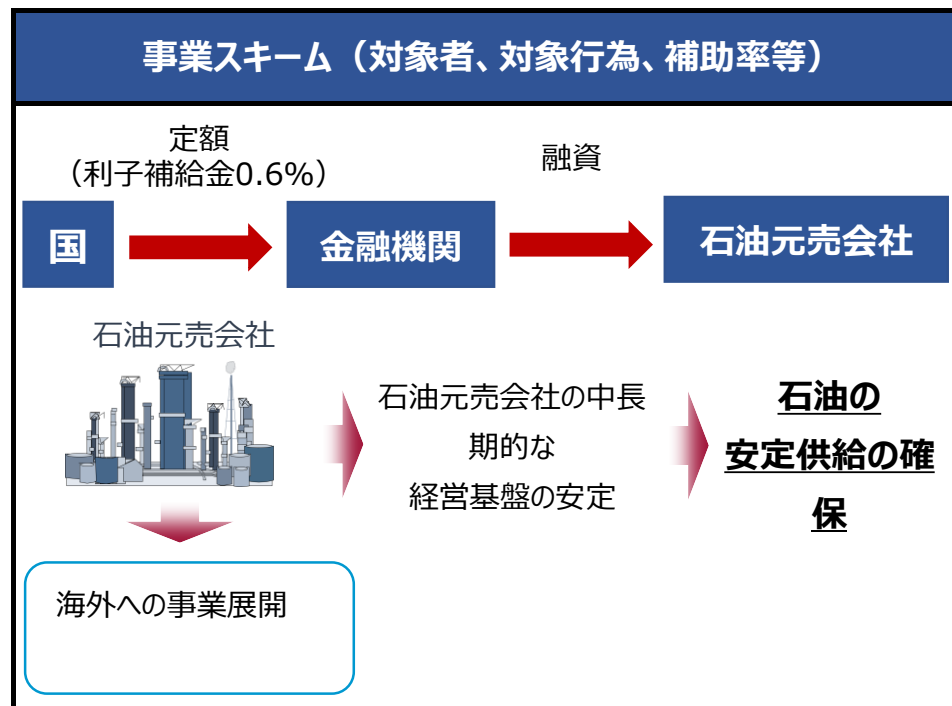 事業スキーム（対象者、対象行為、補助率等）
定額
（利子補給金0.6%）
融資
国
金融機関
石油元売会社
石油元売会社
石油元売会社の中長
期的な
経営基盤の安定
石油の
安定供給の確
保
海外への事業展開